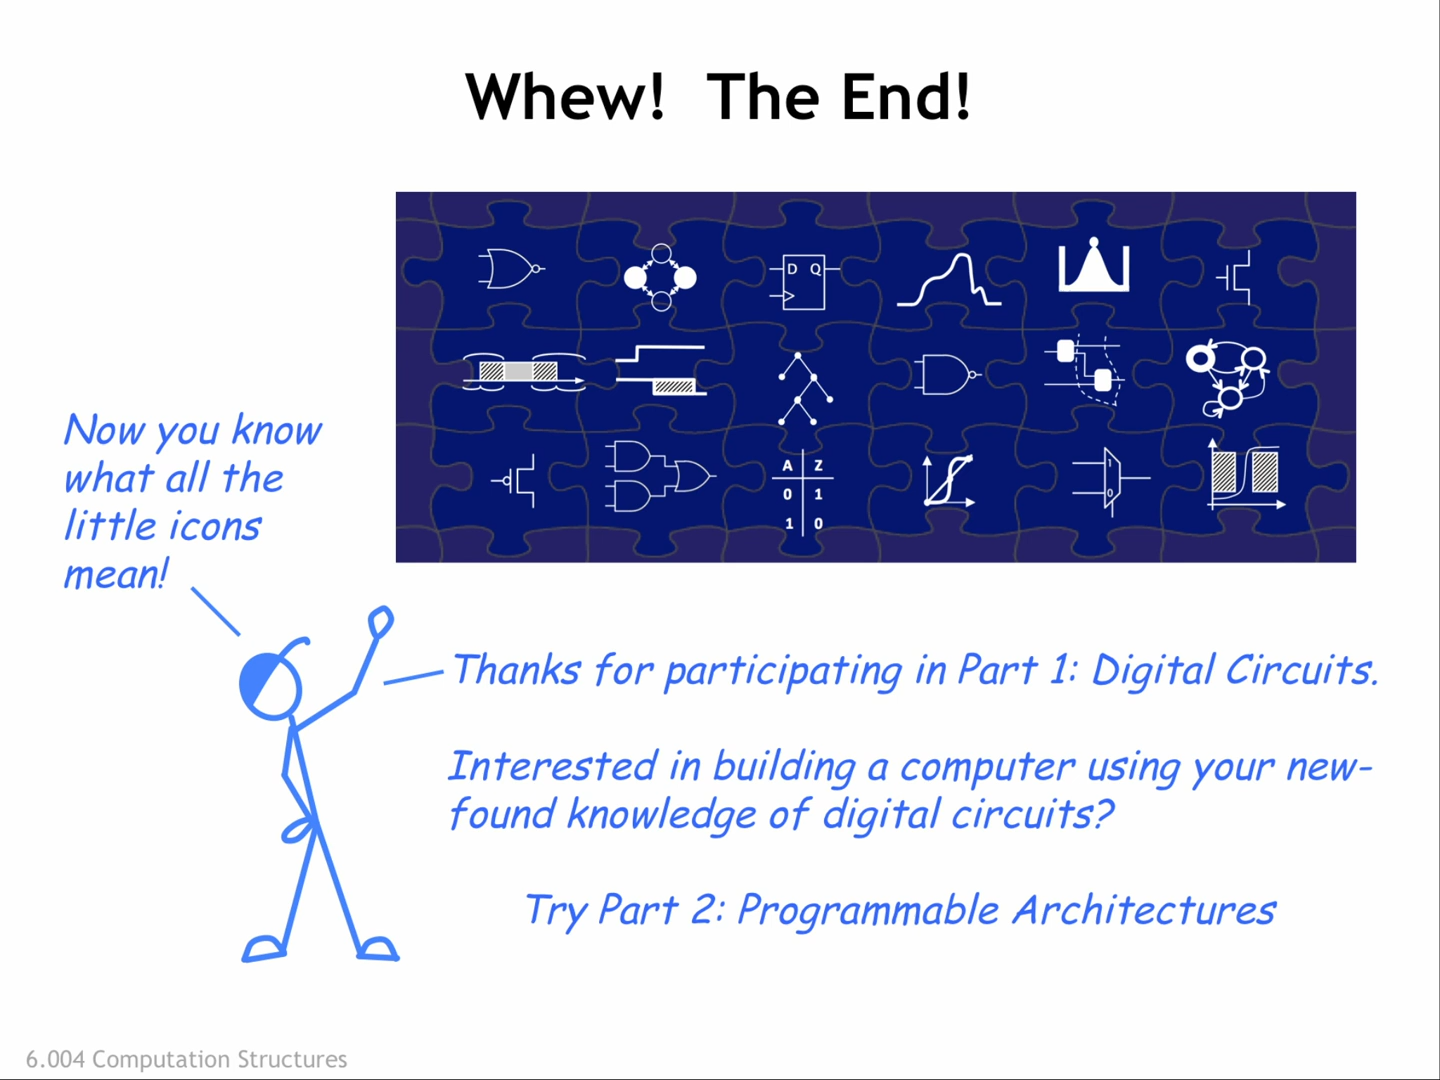 Whew!  The End!
D Q
1
0
A Z
0 1
1 0
Now you know
what all the
little icons
mean!
Thanks for participating in Part 1: Digital Circuits.
Interested in building a computer using your new-
found knowledge of digital circuits?
Try Part 2: Programmable Architectures
6.004 Computation Structures